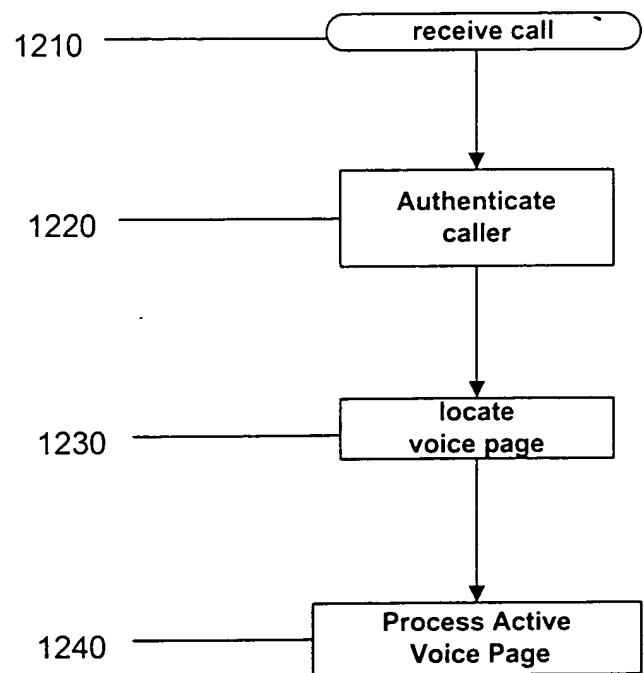 1210
receive call
1220
Authenticate
caller
1230
locate
voice page
1240
Process Active
Voice Page